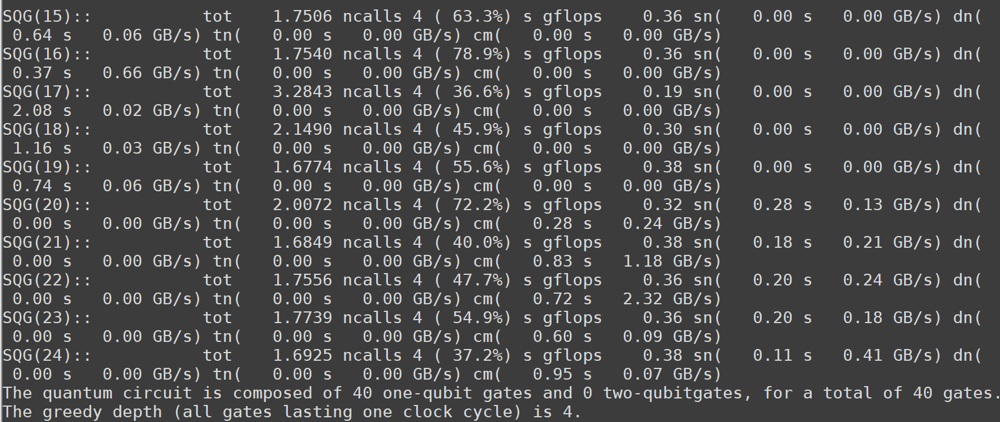 SQG(15)::           tot    1.7506 ncalls 4 ( 63.3%) s gflops    0.36 sn(   0.00 s   0.00 GB/s) dn(
 0.64 s   0.06 GB/s) tn(   0.00 s   0.00 GB/s) cm(   0.00 s   0.00 GB/s)
SQG(16)::           tot    1.7540 ncalls 4 ( 78.9%) s gflops    0.36 sn(   0.00 s   0.00 GB/s) dn(
 0.37 s   0.66 GB/s) tn(   0.00 s   0.00 GB/s) cm(   0.00 s   0.00 GB/s)
SQG(17)::           tot    3.2843 ncalls 4 ( 36.6%) s gflops    0.19 sn(   0.00 s   0.00 GB/s) dn(
 2.08 s   0.02 GB/s) tn(   0.00 s   0.00 GB/s) cm(   0.00 s   0.00 GB/s)
SQG(18)::           tot    2.1490 ncalls 4 ( 45.9%) s gflops    0.30 sn(   0.00 s   0.00 GB/s) dn(
 1.16 s   0.03 GB/s) tn(   0.00 s   0.00 GB/s) cm(   0.00 s   0.00 GB/s)
SQG(19)::           tot    1.6774 ncalls 4 ( 55.6%) s gflops    0.38 sn(   0.00 s   0.00 GB/s) dn(
 0.74 s   0.06 GB/s) tn(   0.00 s   0.00 GB/s) cm(   0.00 s   0.00 GB/s)
SQG(20)::           tot    2.0072 ncalls 4 ( 72.2%) s gflops    0.32 sn(   0.28 s   0.13 GB/s) dn(
 0.00 s   0.00 GB/s) tn(   0.00 s   0.00 GB/s) cm(   0.28 s   0.24 GB/s)
SQG(21)::           tot    1.6849 ncalls 4 ( 40.0%) s gflops    0.38 sn(   0.18 s   0.21 GB/s) dn(
 0.00 s   0.00 GB/s) tn(   0.00 s   0.00 GB/s) cm(   0.83 s   1.18 GB/s)
SQG(22)::           tot    1.7556 ncalls 4 ( 47.7%) s gflops    0.36 sn(   0.20 s   0.24 GB/s) dn(
 0.00 s   0.00 GB/s) tn(   0.00 s   0.00 GB/s) cm(   0.72 s   2.32 GB/s)
SQG(23)::           tot    1.7739 ncalls 4 ( 54.9%) s gflops    0.36 sn(   0.20 s   0.18 GB/s) dn(
 0.00 s   0.00 GB/s) tn(   0.00 s   0.00 GB/s) cm(   0.60 s   0.09 GB/s)
SQG(24)::           tot    1.6925 ncalls 4 ( 37.2%) s gflops    0.38 sn(   0.11 s   0.41 GB/s) dn(
 0.00 s   0.00 GB/s) tn(   0.00 s   0.00 GB/s) cm(   0.95 s   0.07 GB/s)
The quantum circuit is composed of 40 one-qubit gates and 0 two-qubitgates, for a total of 40 gates.
The greedy depth (all gates lasting one clock cycle) is 4.